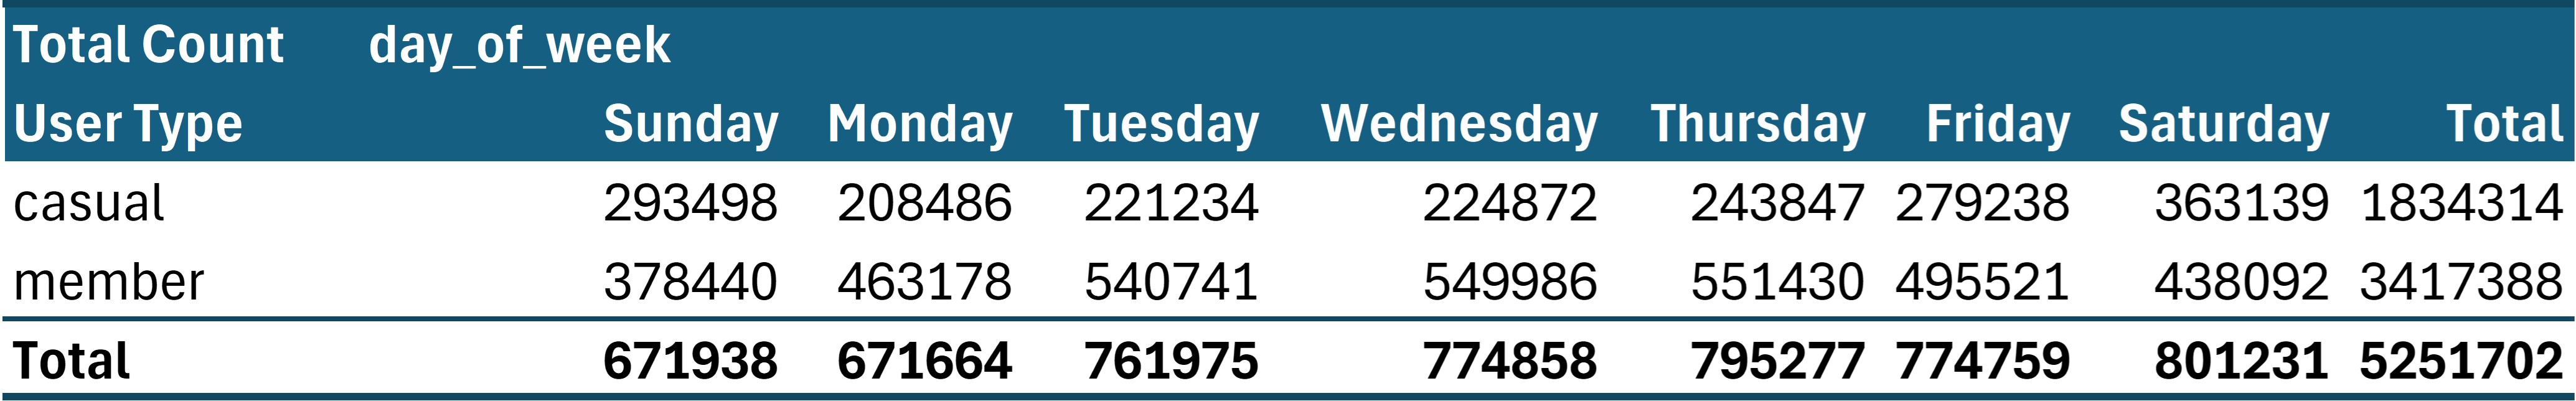 Total Count day_of_week
User Type Sunday Monday Tuesday Wednesday Thursday Friday Saturday Total
casual 293498 208486 221234 224872 243847 279238 363139 1834314
member 378440 463178 540741 549986 551430 495521 438092 3417388
Total 671938 671664 761975 774858 795277 774759 801231 5251702